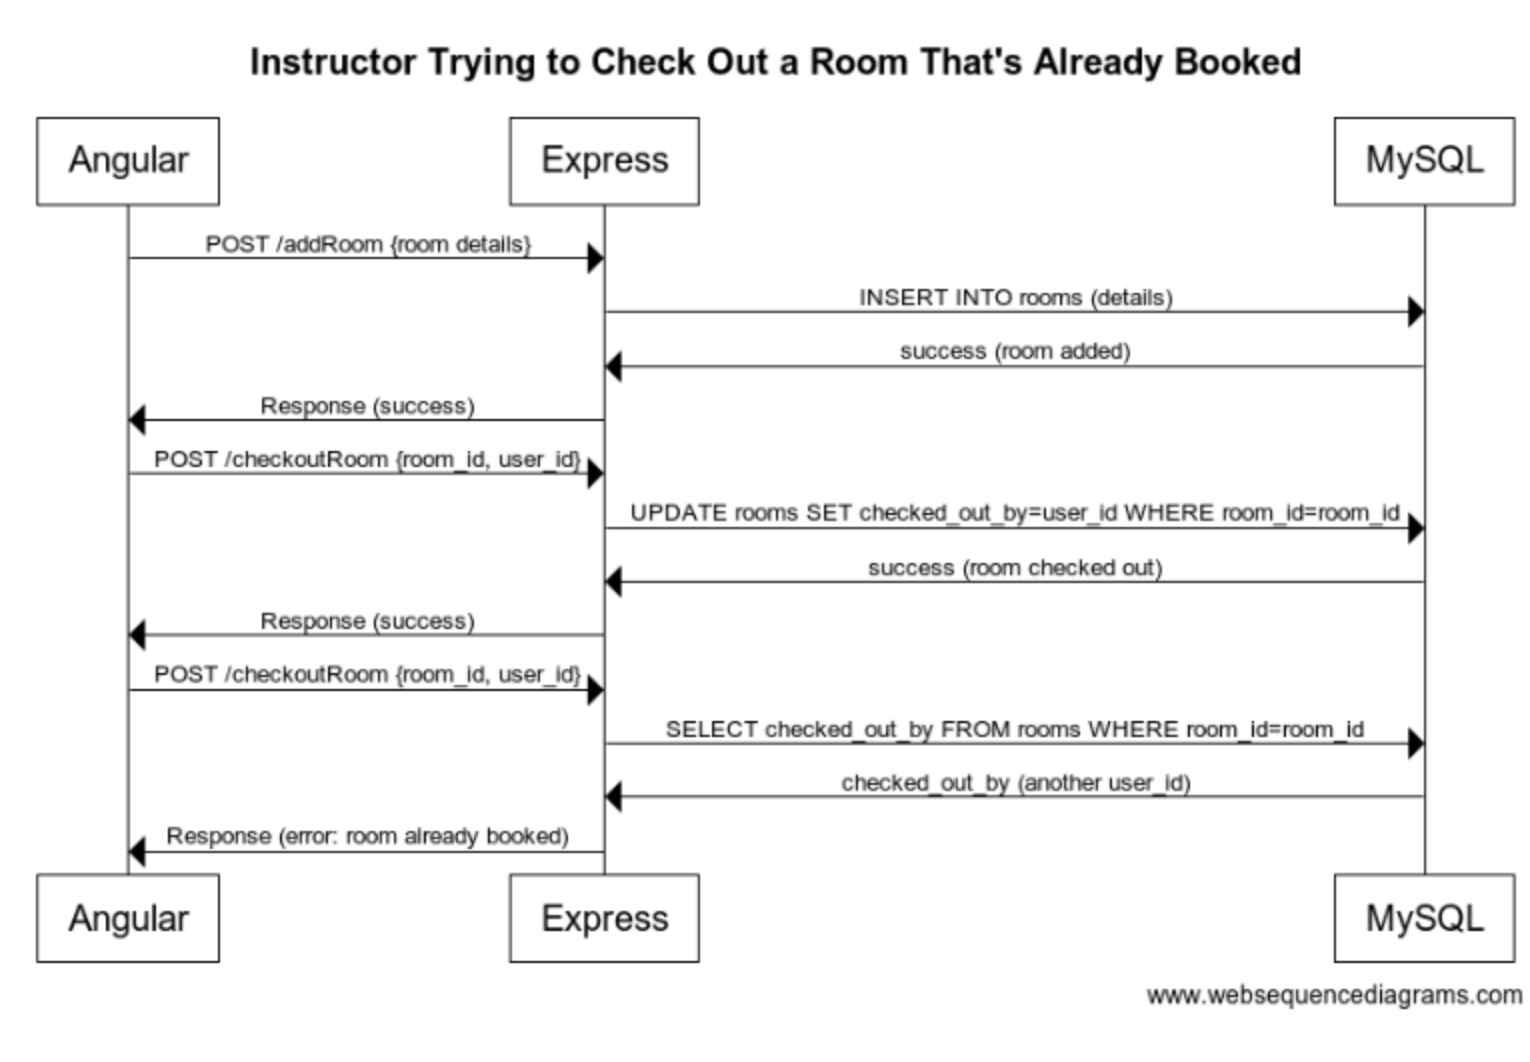 Instructor Trying to Check Out a Room That's Already Booked
Angular
Express
MySQL
POST /addRoom {room details}
INSERT INTO rooms (details)
success (room added)
Response (success)
POST /checkoutRoom {room_id, user_id}
UPDATE rooms SET checked_out_by=user_id WHERE room_id=room_id
success (room checked out)
Response (success)
POST /checkoutRoom {room_id, user_id}
SELECT checked_out_by FROM rooms WHERE room_id=room_id
checked_out_by (another user_id)
Response (error: room already booked)
Angular
Express
MySQL
www.websequencediagrams.com